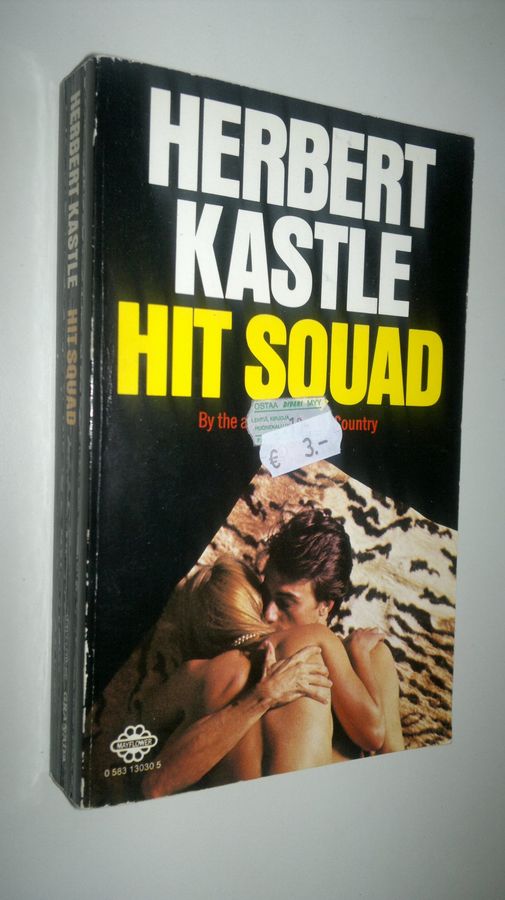 HERBERT
KASTLE
HIT SQUAD
By the a
Country
OSTAA DIVARI MYY
€ 3.-
MAYFLOWER
0 583 13030 5
HERBERT KASTLE HIT SQUAD